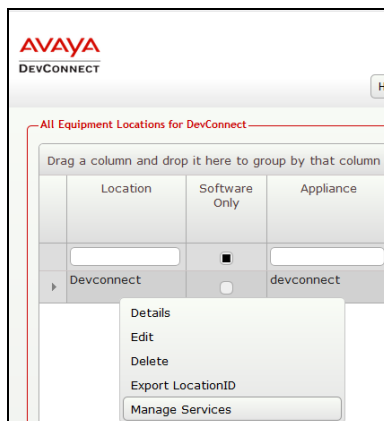 AVAYA
DEVCONNECT
H
All Equipment Locations for DevConnect
Drag a column and drop it here to group by that column
Location Software Only Appliance
Devconnect devconnect
Details
Edit
Delete
Export LocationID
Manage Services